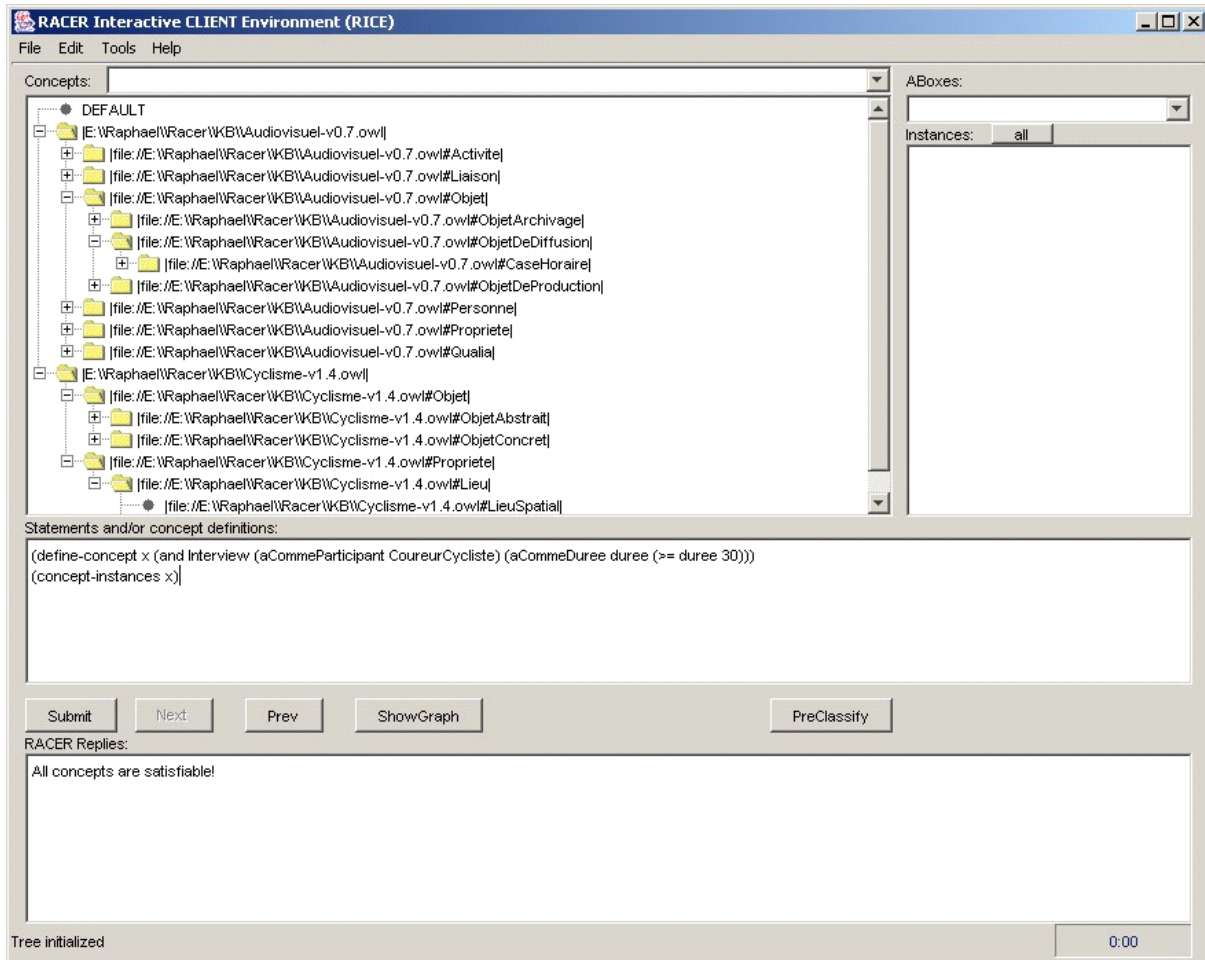 RACER Interactive CLIENT Environment (RICE)
File Edit Tools Help
Concepts:
ABoxes:
DEFAULT
|E:\\Raphael\\Racer\\KB\\Audiovisuel-v0.7.owl|
Instances: all
|file://E:\\Raphael\\Racer\\KB\\Audiovisuel-v0.7.owl#Activite|
|file://E:\\Raphael\\Racer\\KB\\Audiovisuel-v0.7.owl#Liaison|
|file://E:\\Raphael\\Racer\\KB\\Audiovisuel-v0.7.owl#Objet|
|file://E:\\Raphael\\Racer\\KB\\Audiovisuel-v0.7.owl#ObjetArchivage|
|file://E:\\Raphael\\Racer\\KB\\Audiovisuel-v0.7.owl#ObjetDeDiffusion|
|file://E:\\Raphael\\Racer\\KB\\Audiovisuel-v0.7.owl#CaseHoraire|
|file://E:\\Raphael\\Racer\\KB\\Audiovisuel-v0.7.owl#ObjetDeProduction|
|file://E:\\Raphael\\Racer\\KB\\Audiovisuel-v0.7.owl#Personne|
|file://E:\\Raphael\\Racer\\KB\\Audiovisuel-v0.7.owl#Propriete|
|file://E:\\Raphael\\Racer\\KB\\Audiovisuel-v0.7.owl#Qualia|
|E:\\Raphael\\Racer\\KB\\Cyclisme-v1.4.owl|
|file://E:\\Raphael\\Racer\\KB\\Cyclisme-v1.4.owl#Objet|
|file://E:\\Raphael\\Racer\\KB\\Cyclisme-v1.4.owl#ObjetAbstrait|
|file://E:\\Raphael\\Racer\\KB\\Cyclisme-v1.4.owl#ObjetConcret|
|file://E:\\Raphael\\Racer\\KB\\Cyclisme-v1.4.owl#Propriete|
|file://E:\\Raphael\\Racer\\KB\\Cyclisme-v1.4.owl#Lieu|
|file://E:\\Raphael\\Racer\\KB\\Cyclisme-v1.4.owl#LieuSpatial|
Statements and/or concept definitions:
(define-concept x (and Interview (aCommeParticipant CoureurCycliste) (aCommeDuree duree (>= duree 30)))
(concept-instances x)
Submit Next Prev ShowGraph PreClassify
RACER Replies:
All concepts are satisfiable!
Tree initialized 0:00